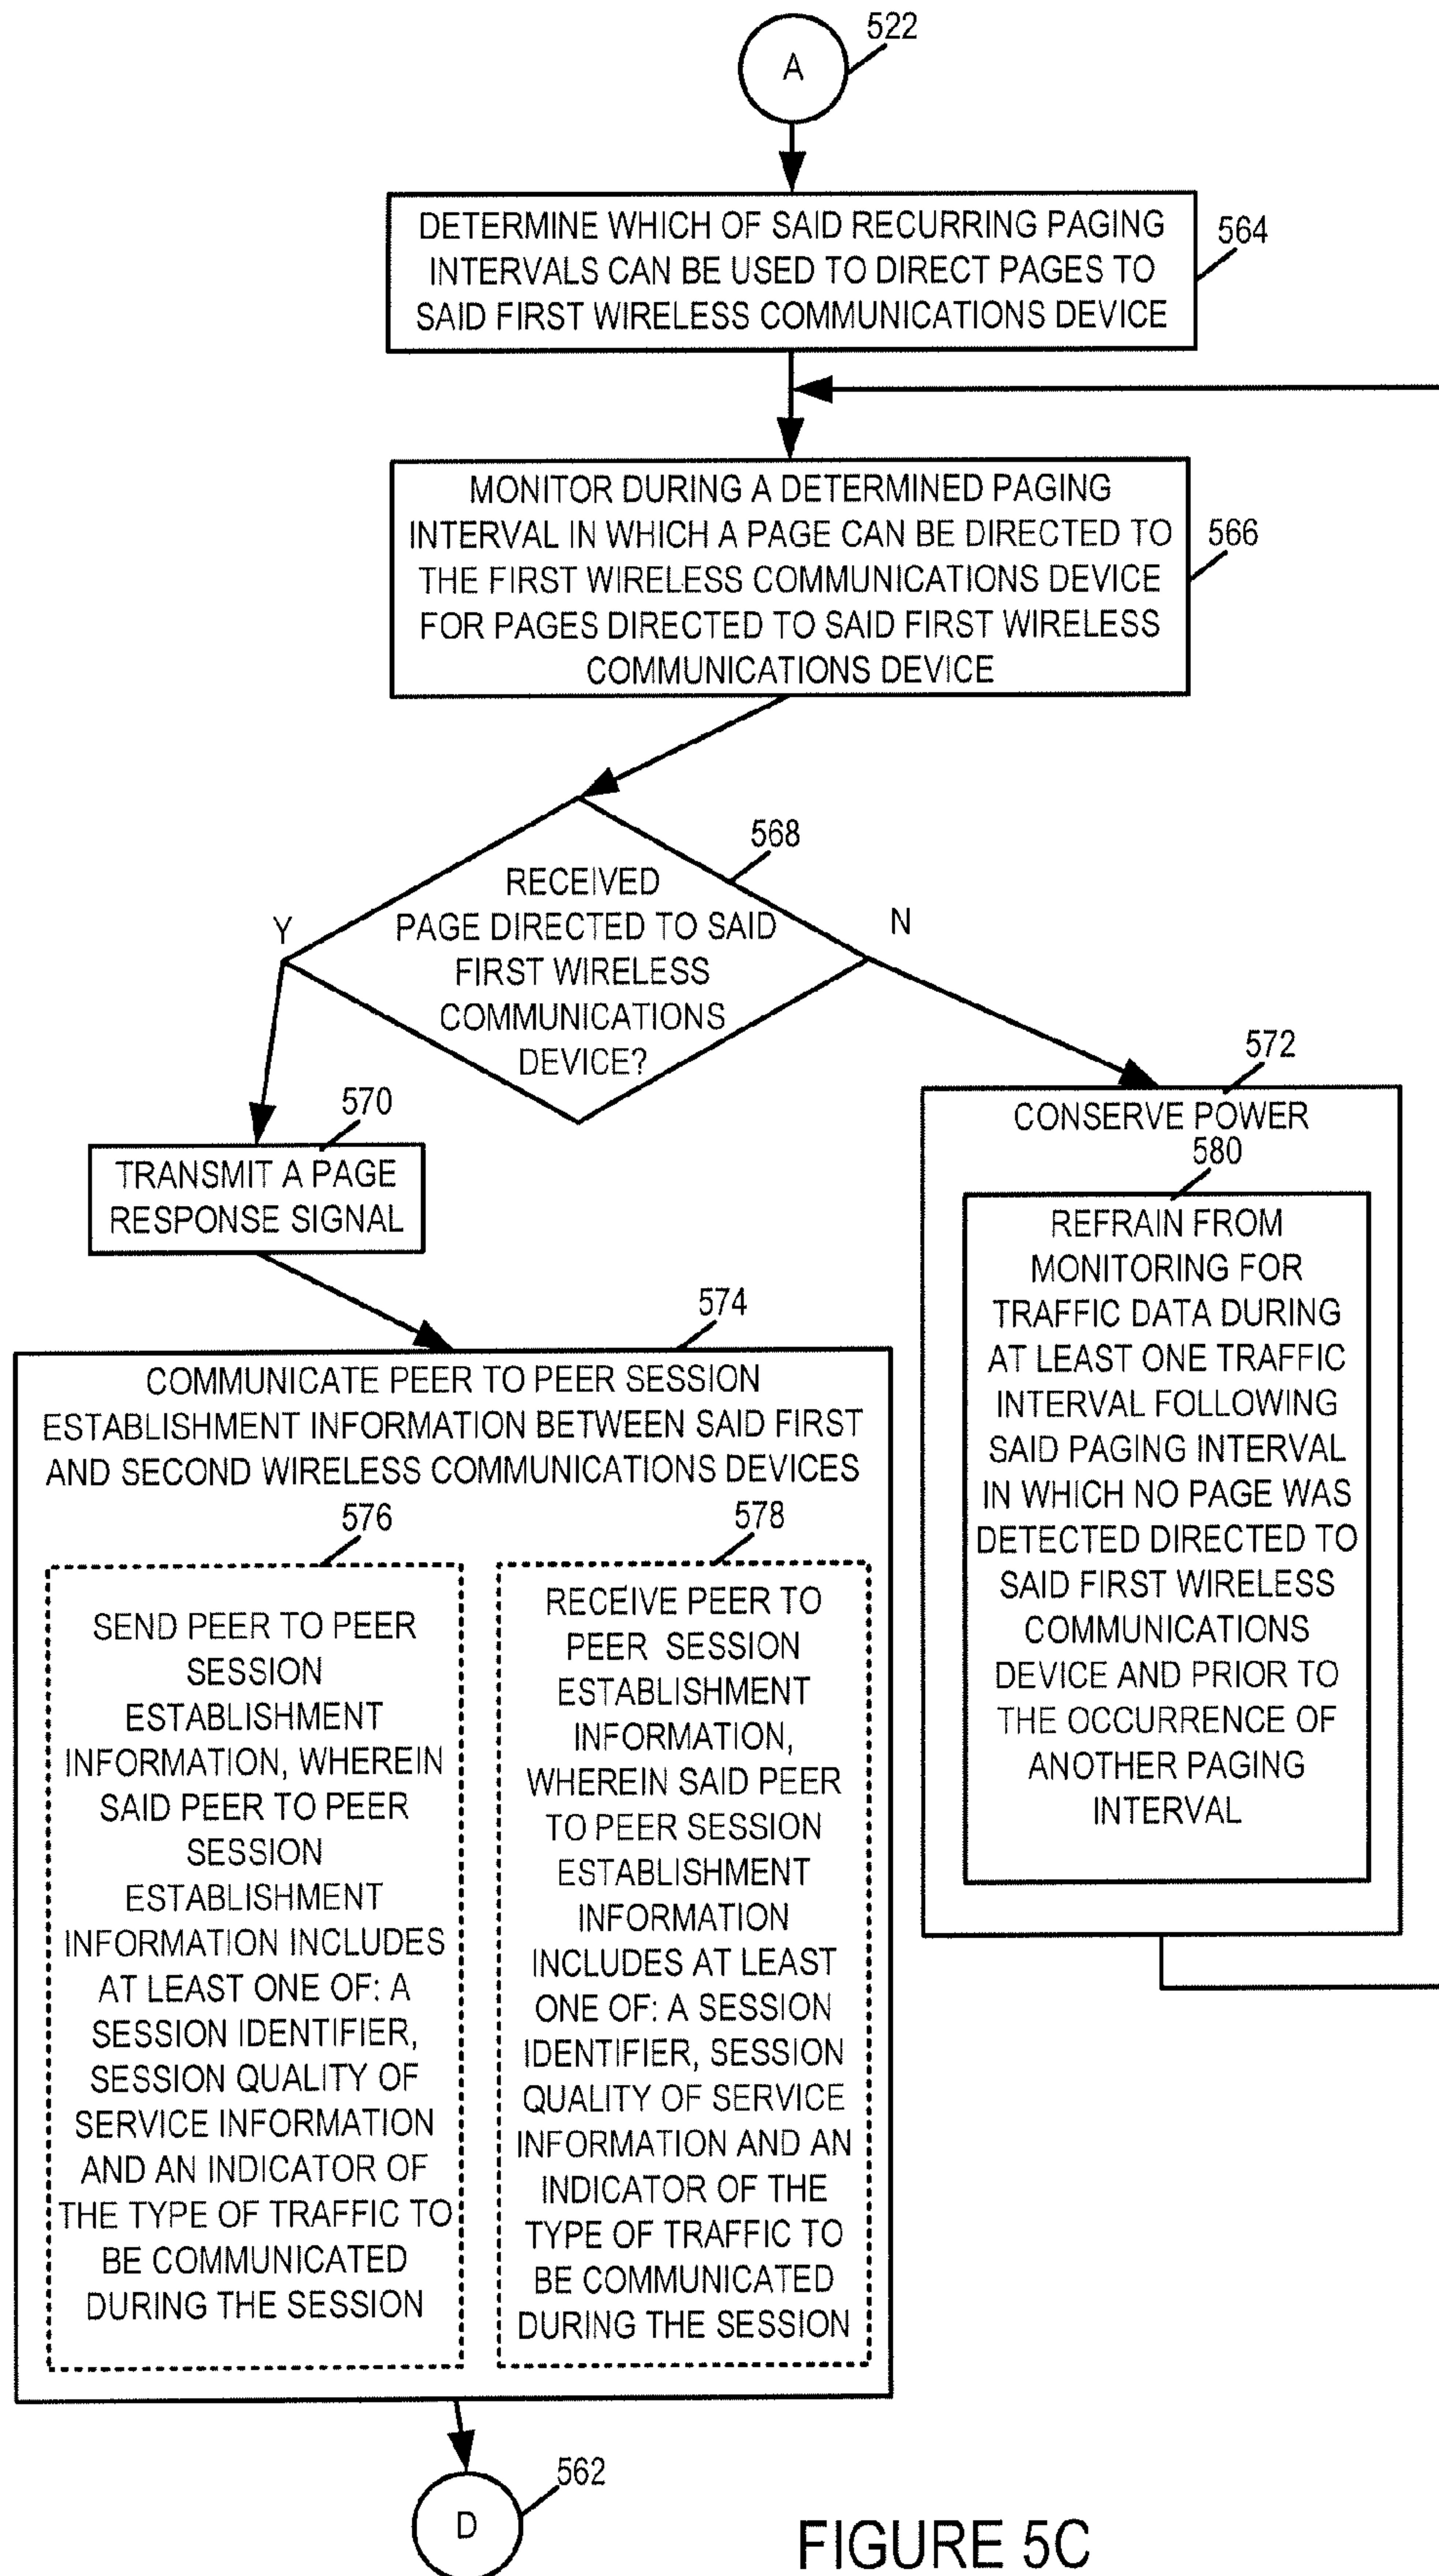 522
A
DETERMINE WHICH OF SAID RECURRING PAGING
INTERVALS CAN BE USED TO DIRECT PAGES TO
SAID FIRST WIRELESS COMMUNICATIONS DEVICE
564
MONITOR DURING A DETERMINED PAGING
INTERVAL IN WHICH A PAGE CAN BE DIRECTED TO
THE FIRST WIRELESS COMMUNICATIONS DEVICE
FOR PAGES DIRECTED TO SAID FIRST WIRELESS
COMMUNICATIONS DEVICE
566
568
RECEIVED
PAGE DIRECTED TO SAID
FIRST WIRELESS
COMMUNICATIONS
DEVICE?
Y
N
570
TRANSMIT A PAGE
RESPONSE SIGNAL
572
CONSERVE POWER
580
REFRAIN FROM
MONITORING FOR
TRAFFIC DATA DURING
AT LEAST ONE TRAFFIC
INTERVAL FOLLOWING
SAID PAGING INTERVAL
IN WHICH NO PAGE WAS
DETECTED DIRECTED TO
SAID FIRST WIRELESS
COMMUNICATIONS
DEVICE AND PRIOR TO
THE OCCURRENCE OF
ANOTHER PAGING
INTERVAL
574
COMMUNICATE PEER TO PEER SESSION
ESTABLISHMENT INFORMATION BETWEEN SAID FIRST
AND SECOND WIRELESS COMMUNICATIONS DEVICES
576
SEND PEER TO PEER
SESSION
ESTABLISHMENT
INFORMATION, WHEREIN
SAID PEER TO PEER
SESSION
ESTABLISHMENT
INFORMATION INCLUDES
AT LEAST ONE OF: A
SESSION IDENTIFIER,
SESSION QUALITY OF
SERVICE INFORMATION
AND AN INDICATOR OF
THE TYPE OF TRAFFIC TO
BE COMMUNICATED
DURING THE SESSION
578
RECEIVE PEER TO
PEER SESSION
ESTABLISHMENT
INFORMATION,
WHEREIN SAID PEER
TO PEER SESSION
ESTABLISHMENT
INFORMATION
INCLUDES AT LEAST
ONE OF: A SESSION
IDENTIFIER, SESSION
QUALITY OF SERVICE
INFORMATION AND AN
INDICATOR OF THE
TYPE OF TRAFFIC TO
BE COMMUNICATED
DURING THE SESSION
562
D
FIGURE 5C